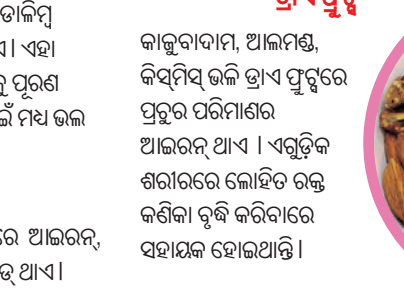 ଡାଳିମ୍ବ
ଏ। ଏହା
ପୂରଣ
ମଧ୍ୟ ଭଲ
ରେ ଆଇରନ୍,
ଡ୍ ଥାଏ।
ଡ୍ରାଏ ଫ୍ରୁଟ୍ସ
କାଜୁବାଦାମ, ଆଲମଣ୍ଡ,
କିସ୍‌ମିସ୍ ଭଳି ଡ୍ରାଏ ଫ୍ରୁଟ୍ସରେ
ପ୍ରଚୁର ପରିମାଣର
ଆଇରନ୍ ଥାଏ । ଏଗୁଡ଼ିକ
ଶରୀରରେ ଲୋହିତ ରକ୍ତ
କଣିକା ବୃଦ୍ଧି କରିବାରେ
ସହାୟକ ହୋଇଥାନ୍ତି।